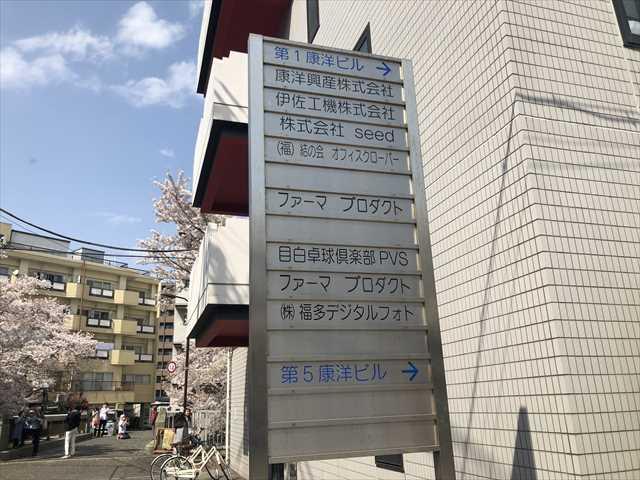 第1康洋ビル →
康洋興産株式会社
伊佐工機株式会社
株式会社 seed
(福) 結の会 オフィスクローバー
ファーマ プロダクト
目白卓球倶楽部 PVS
ファーマ プロダクト
(株) 福多デジタルフォト
第5康洋ビル →